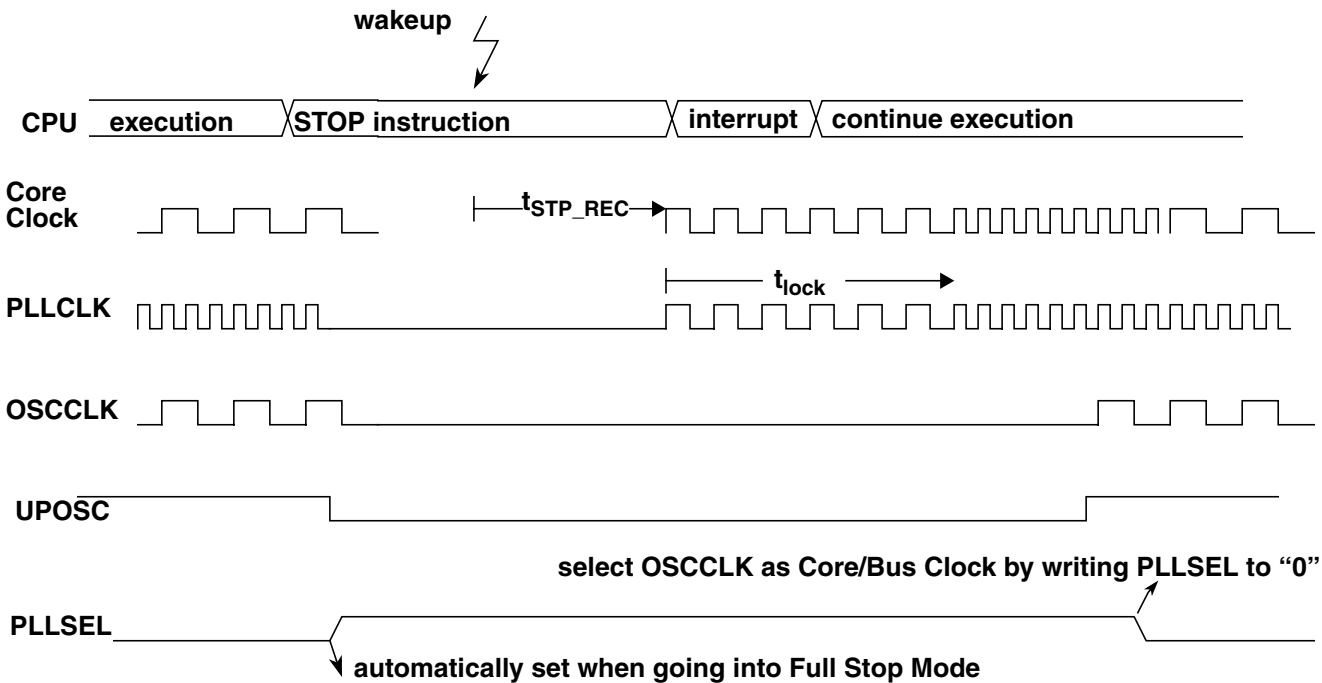 wakeup
CPU execution STOP instruction interrupt continue execution
Core
Clock
tSTP_REC
tlock
PLLCLK
OSCCLK
UPOSC
select OSCCLK as Core/Bus Clock by writing PLLSEL to “0”
PLLSEL
automatically set when going into Full Stop Mode